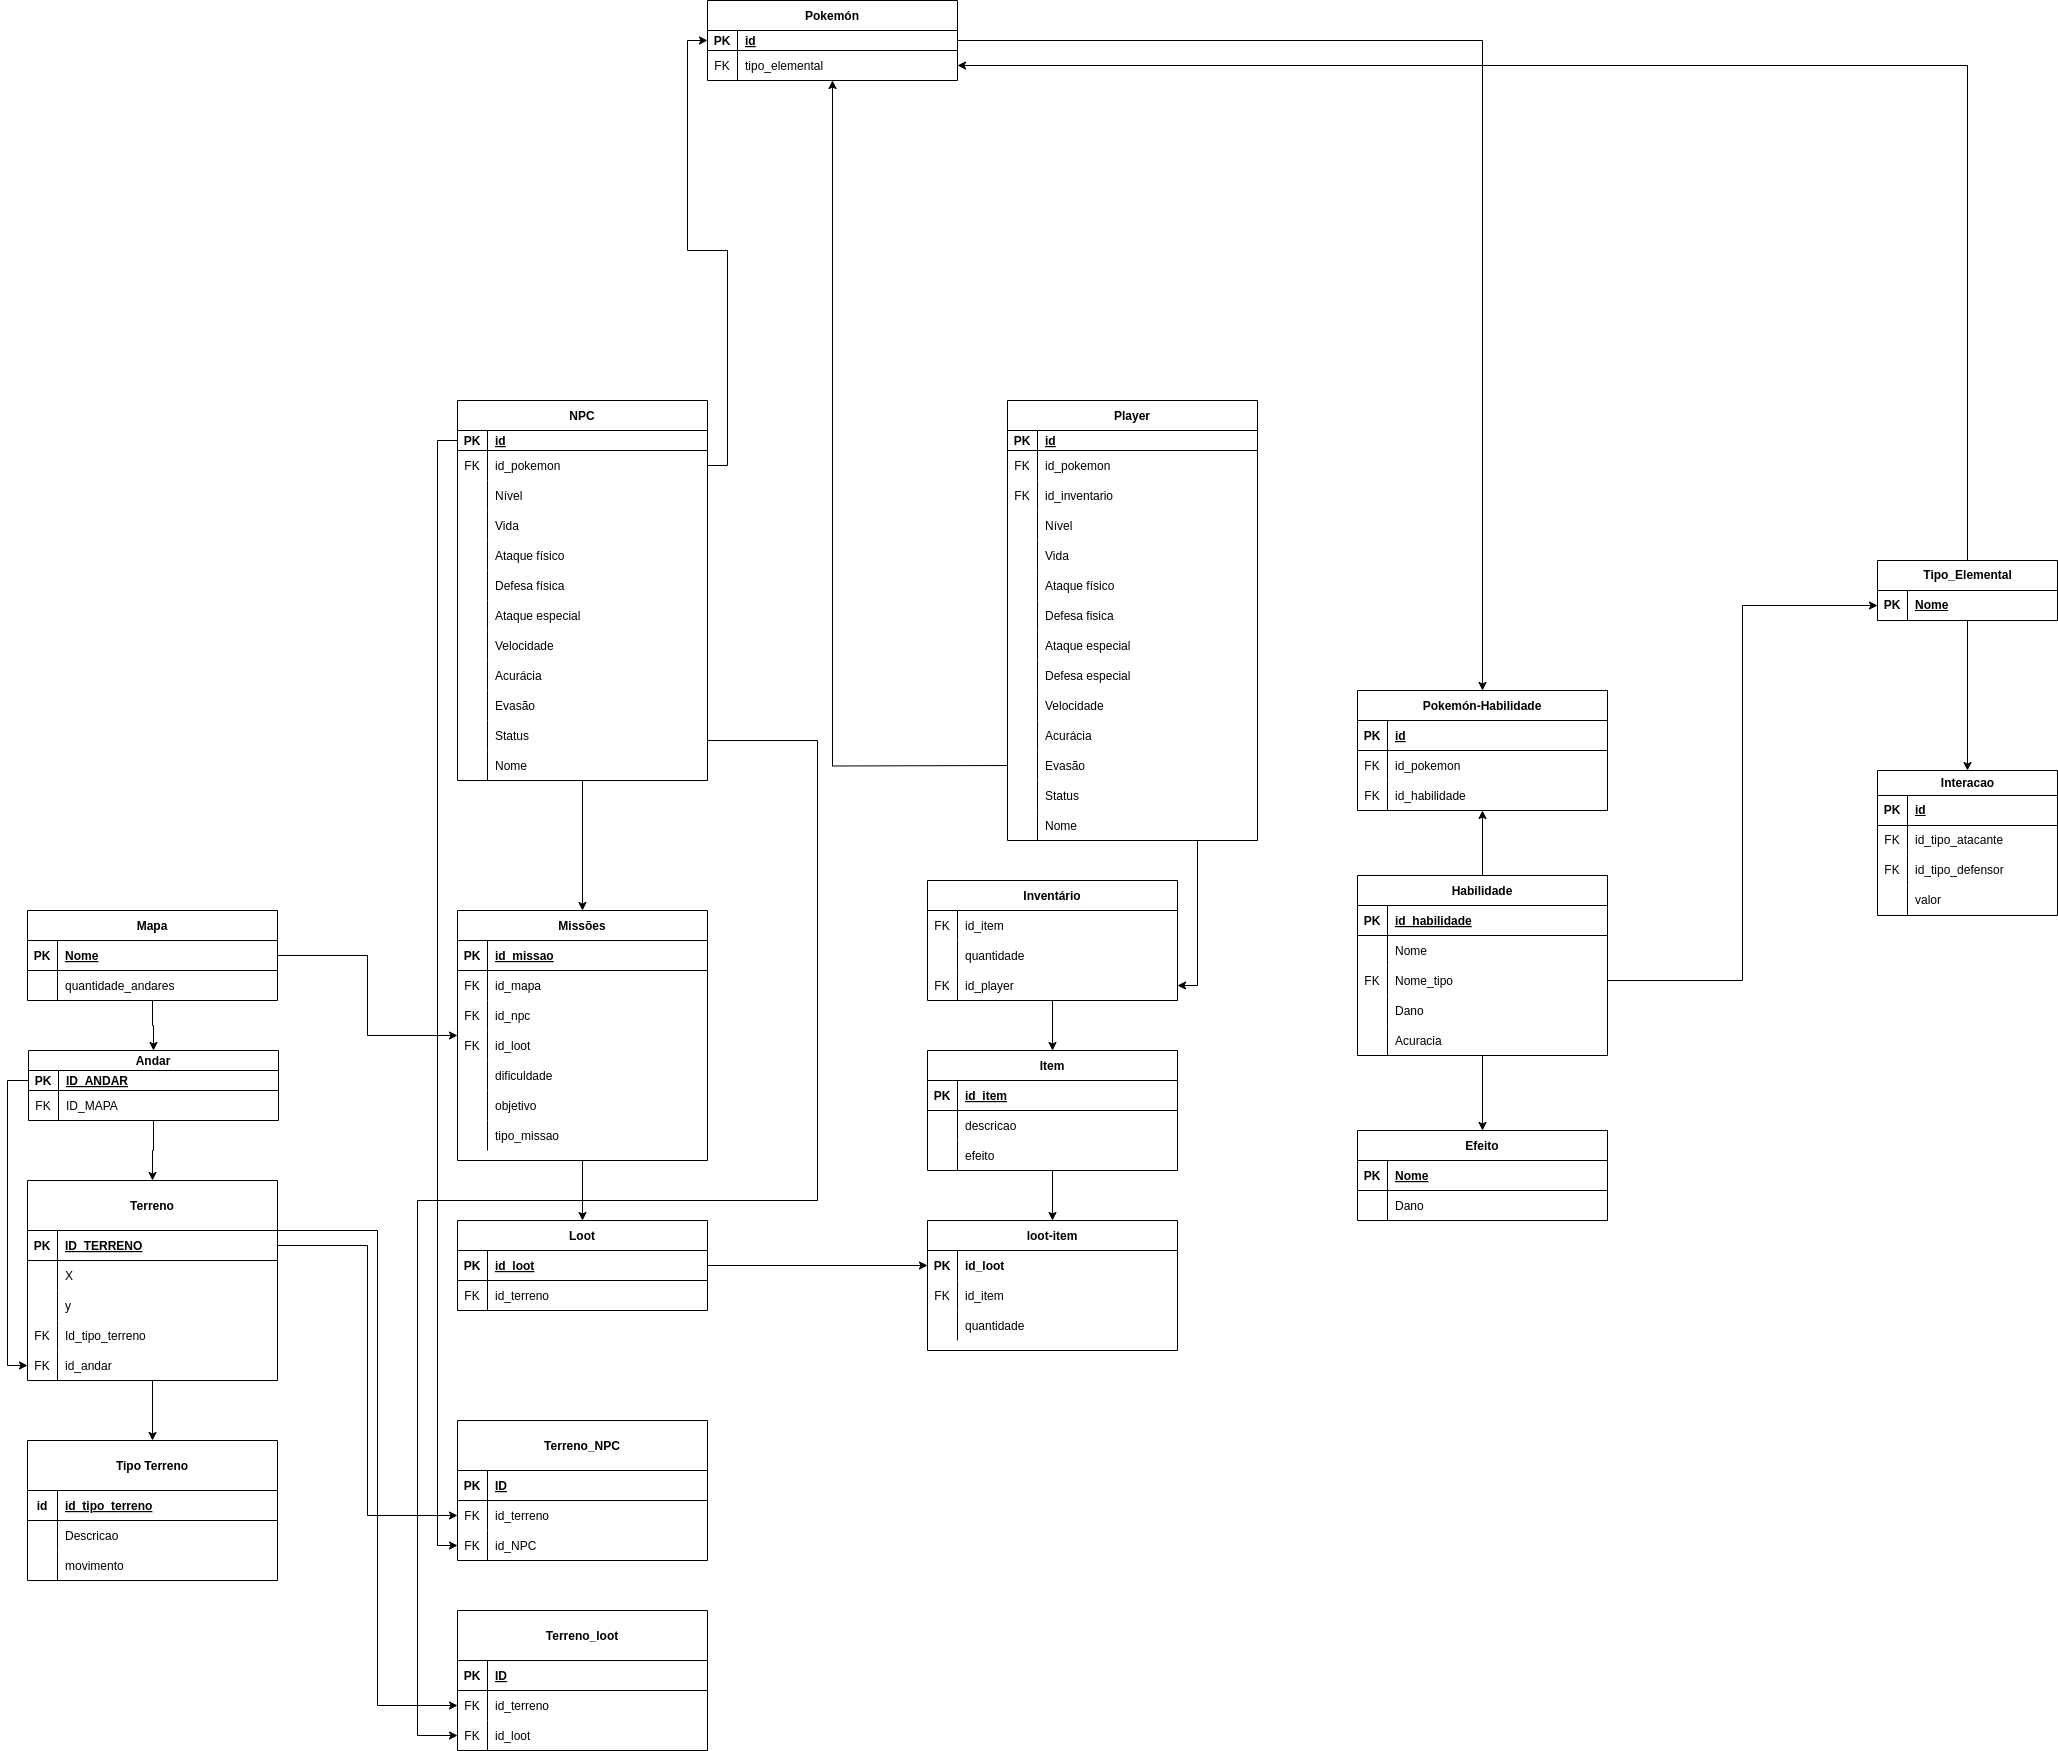 Pokemón
PK id
FK tipo_elemental
NPC
PK id
FK id_pokemon
Nível
Vida
Ataque físico
Defesa física
Ataque especial
Velocidade
Acurácia
Evasão
Status
Nome
Player
PK id
FK id_pokemon
FK id_inventario
Nível
Vida
Ataque físico
Defesa fisica
Ataque especial
Defesa especial
Velocidade
Acurácia
Evasão
Status
Nome
Tipo_Elemental
PK Nome
Pokemón-Habilidade
PK id
FK id_pokemon
FK id_habilidade
Interacao
PK id
FK id_tipo_atacante
FK id_tipo_defensor
valor
Mapa
PK Nome
quantidade_andares
Missões
PK id_missao
FK id_mapa
FK id_npc
FK id_loot
dificuldade
objetivo
tipo_missao
Inventário
FK id_item
quantidade
FK id_player
Habilidade
PK id_habilidade
Nome
FK Nome_tipo
Dano
Acuracia
Andar
PK ID_ANDAR
FK ID_MAPA
Item
PK id_item
descricao
efeito
Efeito
PK Nome
Dano
Terreno
PK ID_TERRENO
X
y
FK Id_tipo_terreno
FK id_andar
Loot
PK id_loot
FK id_terreno
loot-item
PK id_loot
FK id_item
quantidade
Tipo Terreno
id id_tipo_terreno
Descricao
movimento
Terreno_NPC
PK ID
FK id_terreno
FK id_NPC
Terreno_loot
PK ID
FK id_terreno
FK id_loot